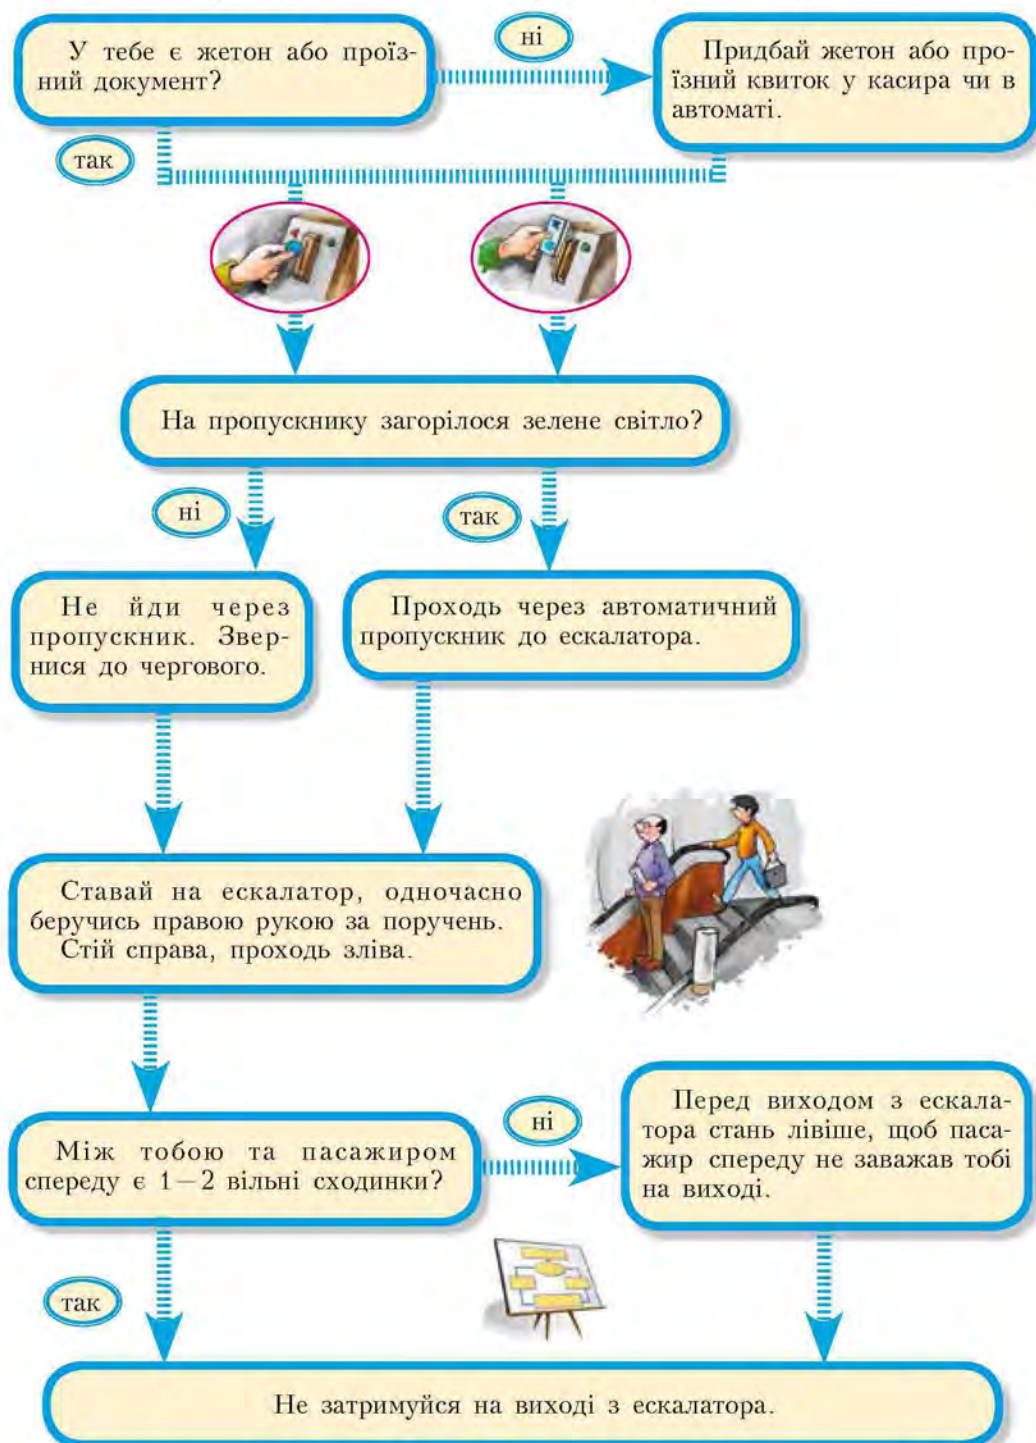 У тебе є жетон або проїз-
ний документ?
ні
Придбай жетон або про-
їзний квиток у касира чи в
автоматі.
так
На пропускнику загорілося зелене світло?
ні
так
Не йди через
пропускник. Звер-
нися до чергового.
Проходь через автоматичний
пропускник до ескалатора.
Ставай на ескалатор, одночасно
беручись правою рукою за поручень.
Стій справа, проходь зліва.
Між тобою та пасажиром
спереду є 1—2 вільні сходинки?
ні
Перед виходом з ескала-
тора стань лівіше, щоб паса-
жир спереду не заважав тобі
на виході.
так
Не затримуйся на виході з ескалатора.